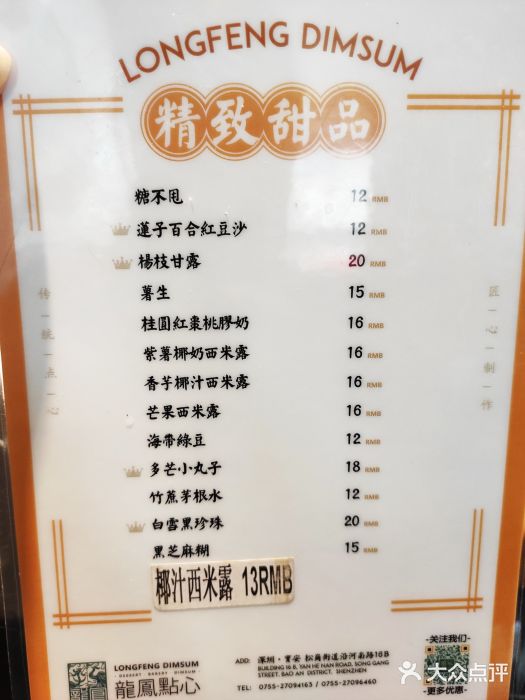 LONGFENG DIMSUM
精致甜品
糖不甩 12 RMB
蓮子百合紅豆沙 12 RMB
楊枝甘露 20 RMB
薯生 15 RMB
桂圓紅棗桃膠奶 16 RMB
紫薯椰奶西米露 16 RMB
香芋椰汁西米露 16 RMB
芒果西米露 16 RMB
海帶綠豆 12 RMB
多芒小丸子 18 RMB
竹蔗茅根水 12 RMB
白雪黑珍珠 20 RMB
黑芝麻糊 15 RMB
椰汁西米露 13RMB
传统点心
匠心制作
LONGFENG DIMSUM
DESSERT BAKERY DIMSUM
龍鳳點心
ADD: 深圳·寶安 松崗街道沿河南路16B
BUILDING 16 B, YAN HE NAN ROAD, SONG GANG
STREET, BAO AN DISTRICT, SHENZHEN
TEL: 0755-27094163 / 0755-27096460
-关注我们-
-更多优惠-
大众点评